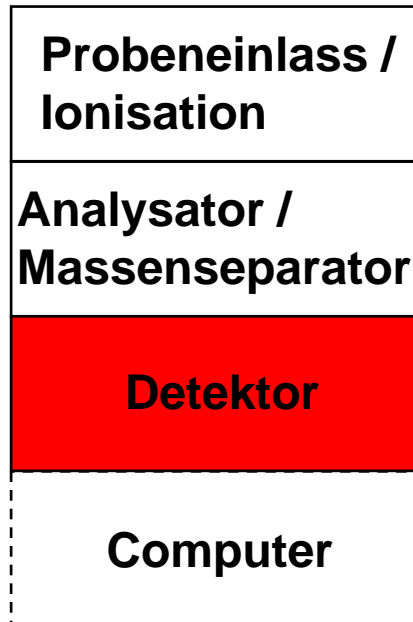 Probeneinlass /
Ionisation
Analysator /
Massenseparator
Detektor
Computer